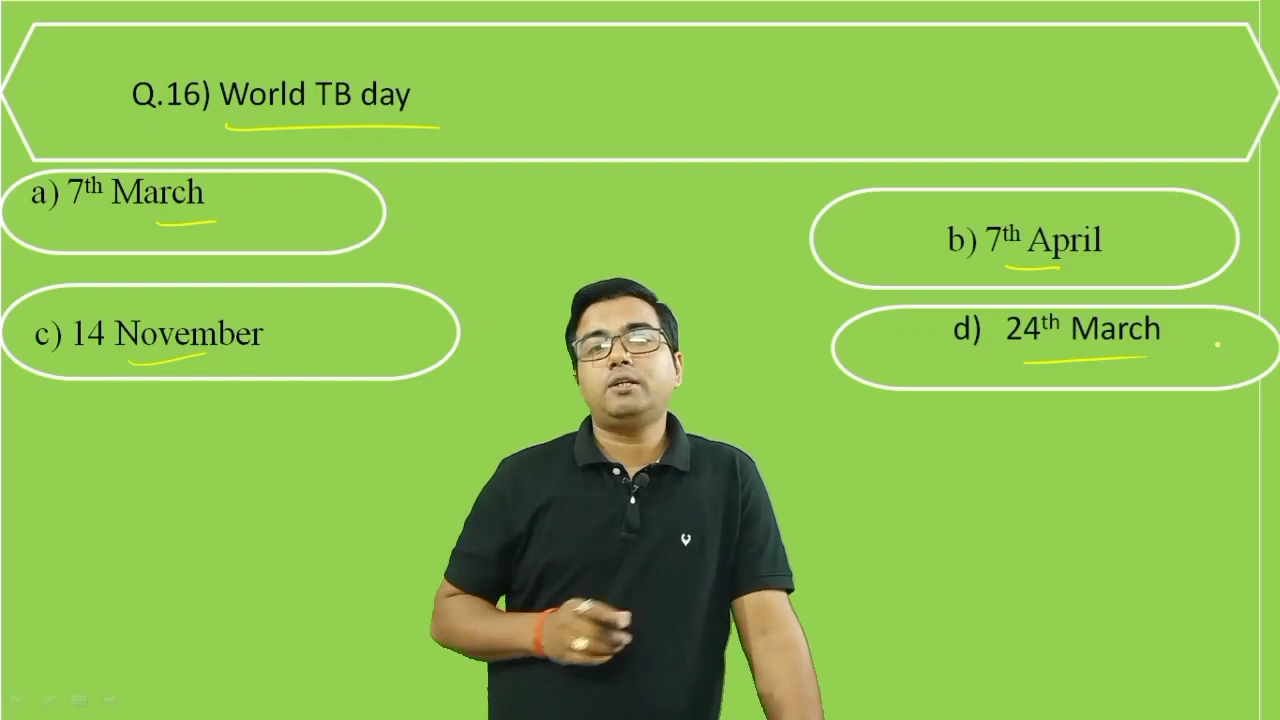 Q.16) World TB day
a) 7th March
b) 7th April
c) 14 November
d) 24th March